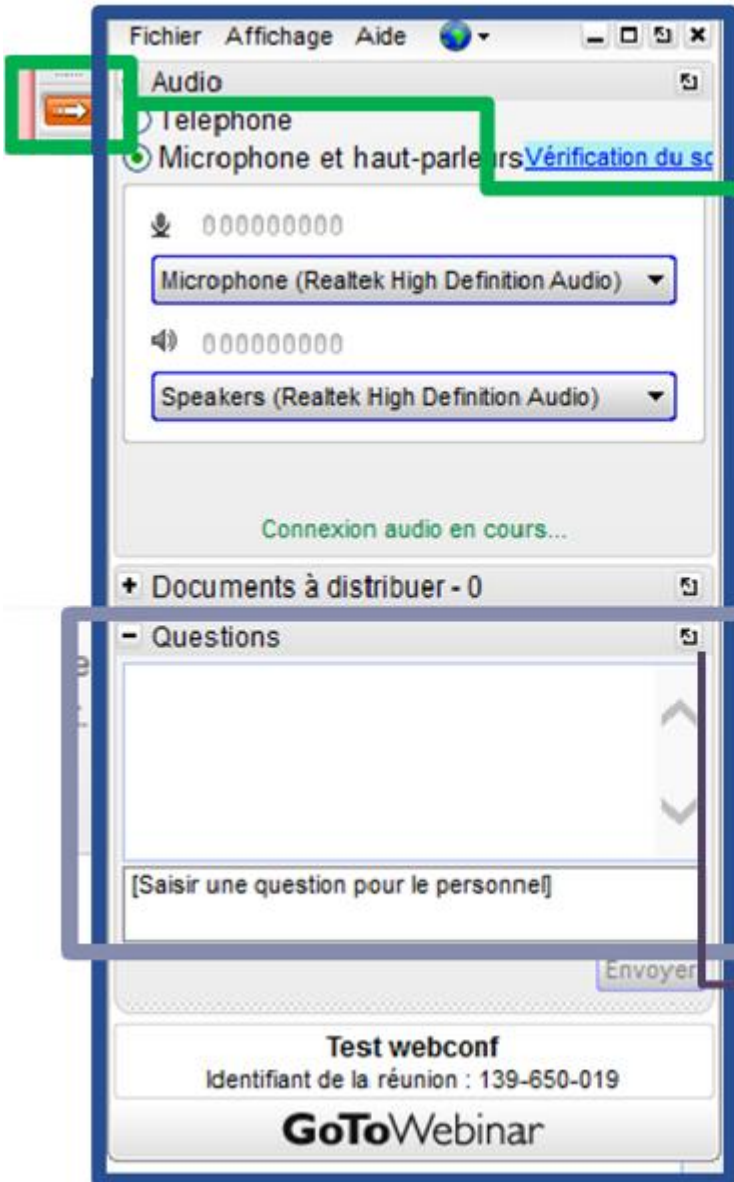 Fichier Affichage Aide
Audio
Telephone
Microphone et haut-parleurs Vérification du so
000000000
Microphone (Realtek High Definition Audio)
000000000
Speakers (Realtek High Definition Audio)
Connexion audio en cours...
+ Documents à distribuer - 0
- Questions
[Saisir une question pour le personnel]
Envoyer
Test webconf
Identifiant de la réunion : 139-650-019
GoToWebinar